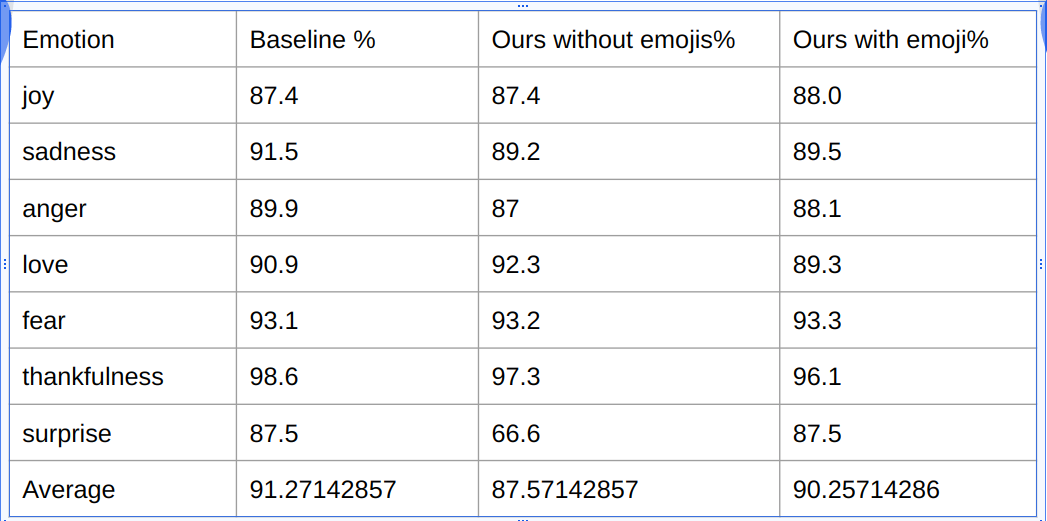 Emotion Baseline % Ours without emojis% Ours with emoji%
joy 87.4 87.4 88.0
sadness 91.5 89.2 89.5
anger 89.9 87 88.1
love 90.9 92.3 89.3
fear 93.1 93.2 93.3
thankfulness 98.6 97.3 96.1
surprise 87.5 66.6 87.5
Average 91.27142857 87.57142857 90.25714286